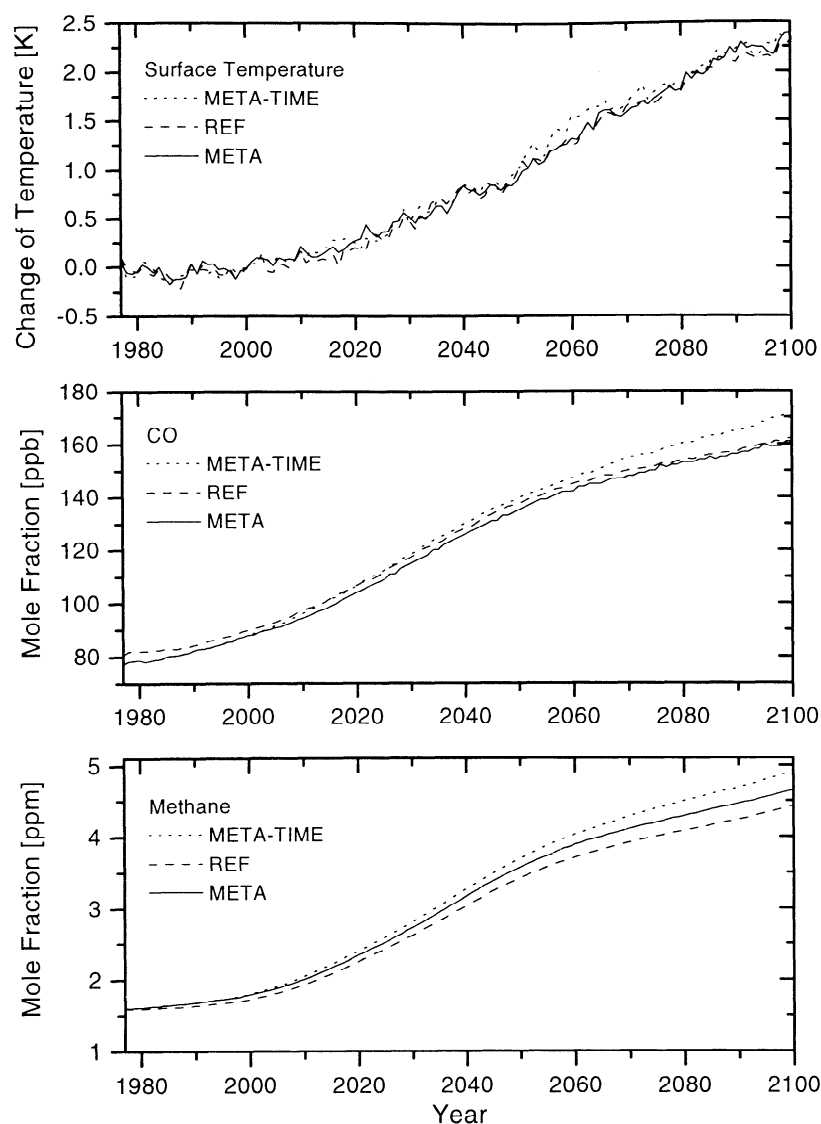 Change of Temperature [K]
2.5
2.0
1.5
1.0
0.5
0.0
-0.5
Surface Temperature
META-TIME
REF
META
1980 2000 2020 2040 2060 2080 2100
Mole Fraction [ppb]
180
160
140
120
100
80
CO
META-TIME
REF
META
1980 2000 2020 2040 2060 2080 2100
Mole Fraction [ppm]
5
4
3
2
1
Methane
META-TIME
REF
META
1980 2000 2020 2040 2060 2080 2100
Year